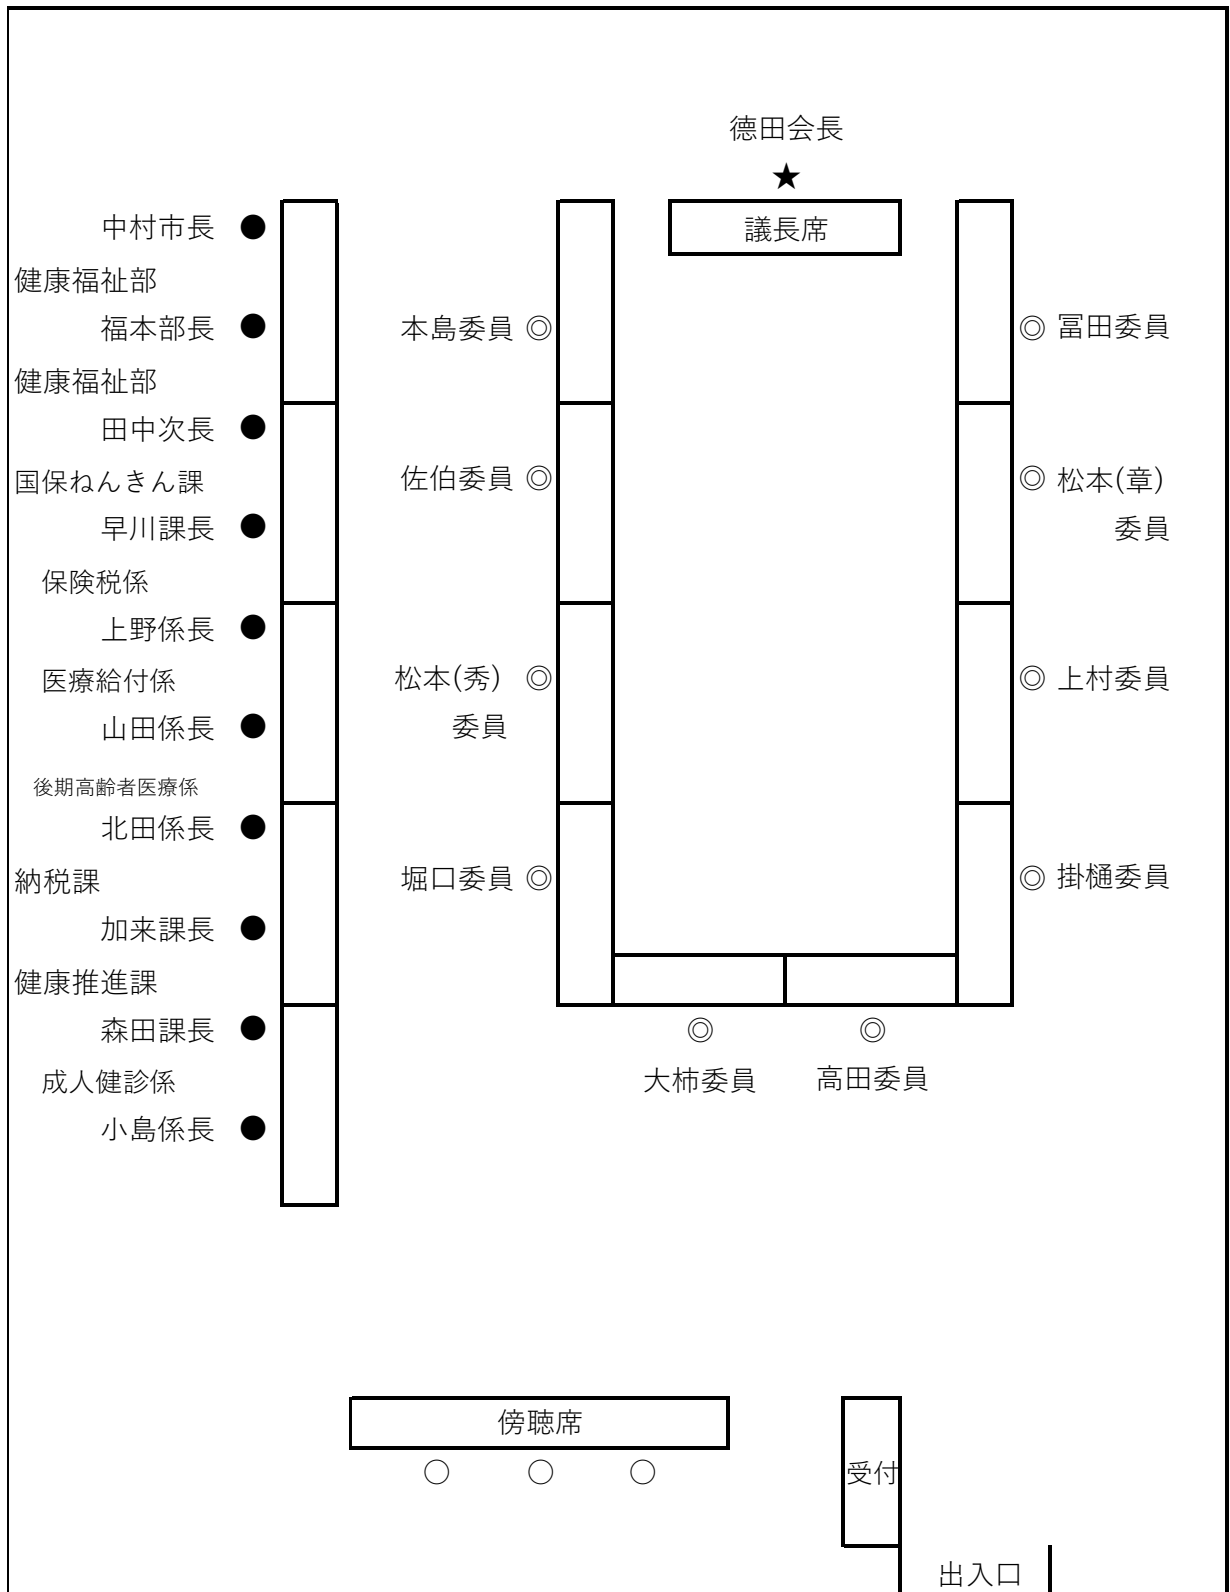 德田会長
★
議長席
中村市長 ●
健康福祉部
福本部長 ●
健康福祉部
田中次長 ●
国保ねんきん課
早川課長 ●
保険税係
上野係長 ●
医療給付係
山田係長 ●
後期高齢者医療係
北田係長 ●
納税課
加来課長 ●
健康推進課
森田課長 ●
成人健診係
小島係長 ●
本島委員 ◎
佐伯委員 ◎
松本(秀) ◎
委員
堀口委員 ◎
◎ 冨田委員
◎ 松本(章)
委員
◎ 上村委員
◎ 掛樋委員
◎ ◎
大柿委員 高田委員
傍聴席
○ ○ ○
受付
出入口